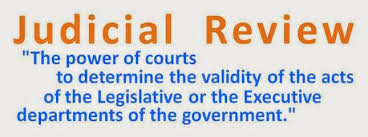 Judicial Review
"The power of courts
to determine the validity of the acts
of the Legislative or the Executive
departments of the government."